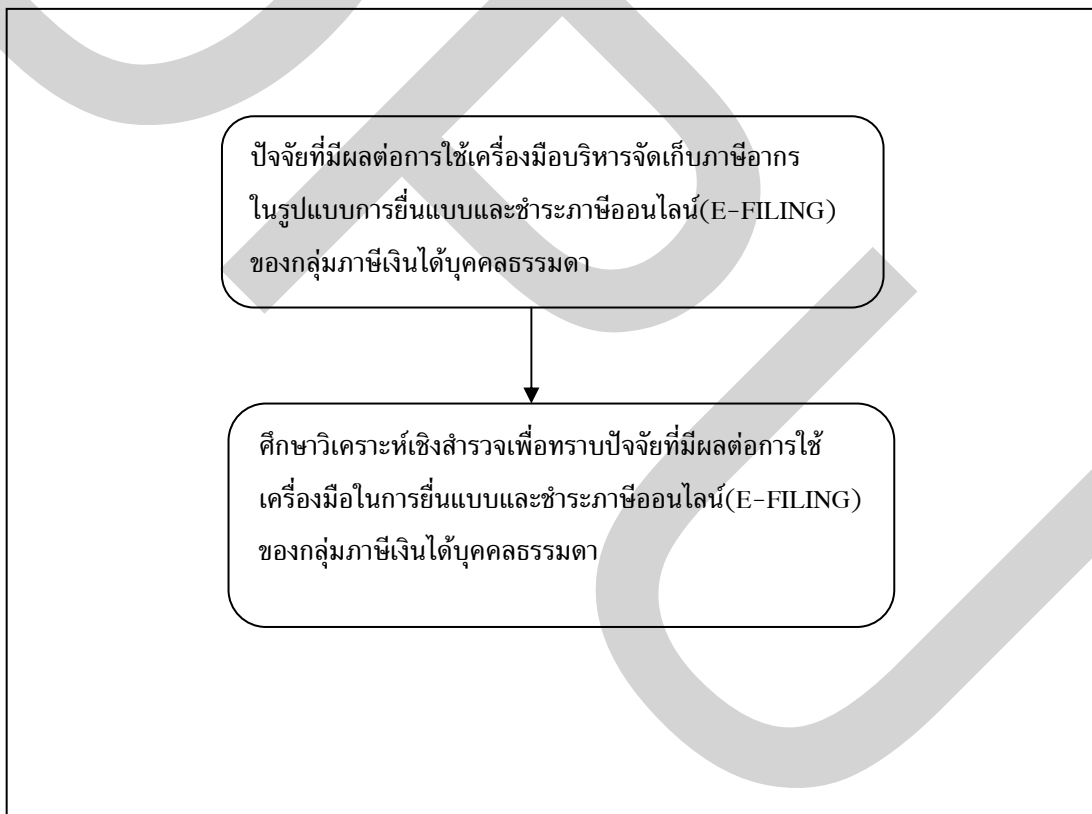 ปัจจัยที่มีผลต่อการใช้เครื่องมือบริหารจัดเก็บภาษีอากร
ในรูปแบบการยื่นแบบและชำระภาษีออนไลน์(E-FILING)
ของกลุ่มภาษีเงินได้บุคคลธรรมดา
ศึกษาวิเคราะห์เชิงสำรวจเพื่อทราบปัจจัยที่มีผลต่อการใช้
เครื่องมือในการยื่นแบบและชำระภาษีออนไลน์(E-FILING)
ของกลุ่มภาษีเงินได้บุคคลธรรมดา